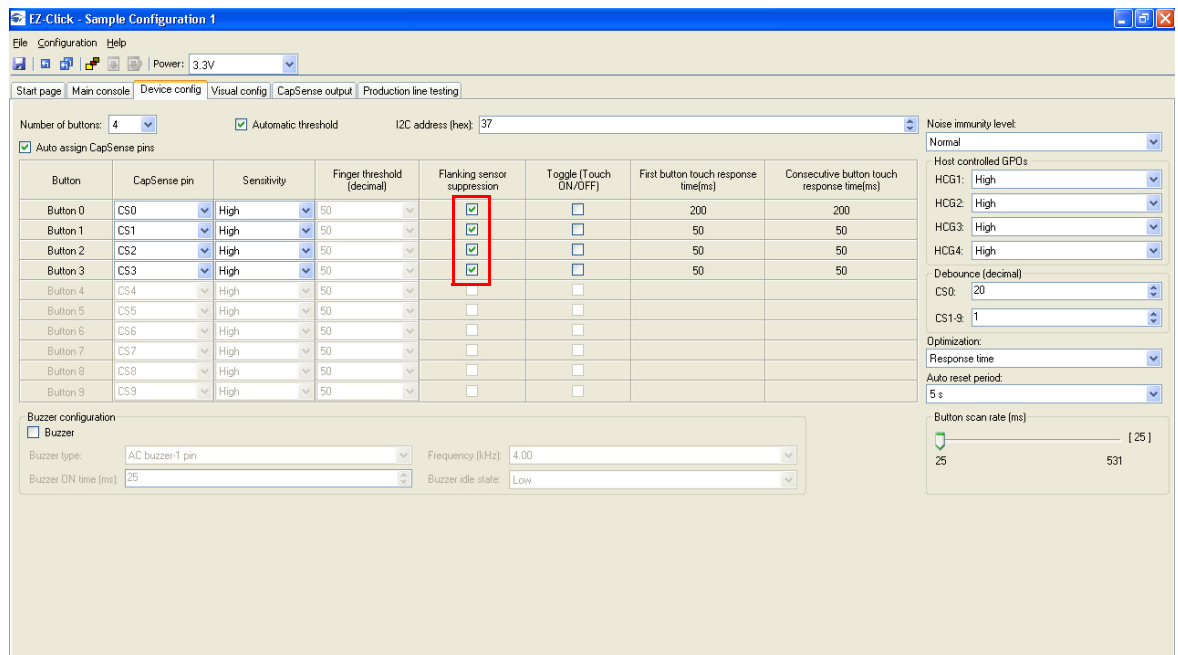 EZ-Click - Sample Configuration 1
File Configuration Help
Power: 3.3V
Start page Main console Device config Visual config CapSense output Production line testing
Number of buttons: 4 Automatic threshold I2C address (hex): 37
Auto assign CapSense pins
Button CapSense pin Sensitivity Finger threshold (decimal) Flanking sensor suppression Toggle (Touch ON/OFF) First button touch response time(ms) Consecutive button touch response time(ms)
Button 0 CS0 High 50 200 200
Button 1 CS1 High 50 50 50
Button 2 CS2 High 50 50 50
Button 3 CS3 High 50 50 50
Button 4 CS4 High 50
Button 5 CS5 High 50
Button 6 CS6 High 50
Button 7 CS7 High 50
Button 8 CS8 High 50
Button 9 CS9 High 50
Buzzer configuration
Buzzer
Buzzer type: AC buzzer-1 pin Frequency (kHz): 4.00
Buzzer ON time (ms): 25 Buzzer idle state: Low
Noise immunity level:
Normal
Host controlled GPOs
HCG1: High
HCG2: High
HCG3: High
HCG4: High
Debounce (decimal)
CS0: 20
CS1-9: 1
Optimization:
Response time
Auto reset period:
5 s
Button scan rate (ms)
[ 25 ]
25 531